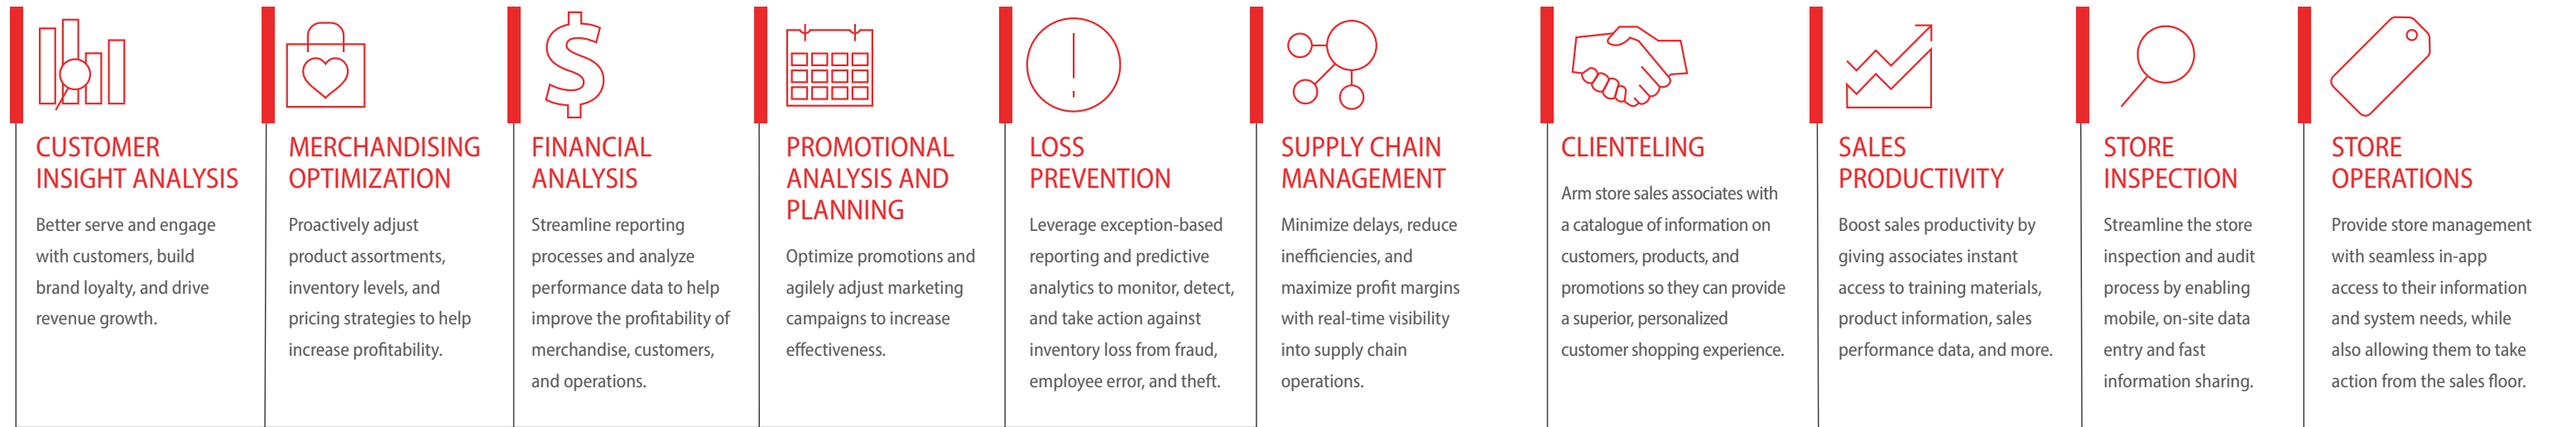 CUSTOMER
INSIGHT ANALYSIS
Better serve and engage
with customers, build
brand loyalty, and drive
revenue growth.
MERCHANDISING
OPTIMIZATION
Proactively adjust
product assortments,
inventory levels, and
pricing strategies to help
increase profitability.
FINANCIAL
ANALYSIS
Streamline reporting
processes and analyze
performance data to help
improve the profitability of
merchandise, customers,
and operations.
PROMOTIONAL
ANALYSIS AND
PLANNING
Optimize promotions and
agilely adjust marketing
campaigns to increase
effectiveness.
LOSS
PREVENTION
Leverage exception-based
reporting and predictive
analytics to monitor, detect,
and take action against
inventory loss from fraud,
employee error, and theft.
SUPPLY CHAIN
MANAGEMENT
Minimize delays, reduce
inefficiencies, and
maximize profit margins
with real-time visibility
into supply chain
operations.
CLIENTELING
Arm store sales associates with
a catalogue of information on
customers, products, and
promotions so they can provide
a superior, personalized
customer shopping experience.
SALES
PRODUCTIVITY
Boost sales productivity by
giving associates instant
access to training materials,
product information, sales
performance data, and more.
STORE
INSPECTION
Streamline the store
inspection and audit
process by enabling
mobile, on-site data
entry and fast
information sharing.
STORE
OPERATIONS
Provide store management
with seamless in-app
access to their information
and system needs, while
also allowing them to take
action from the sales floor.